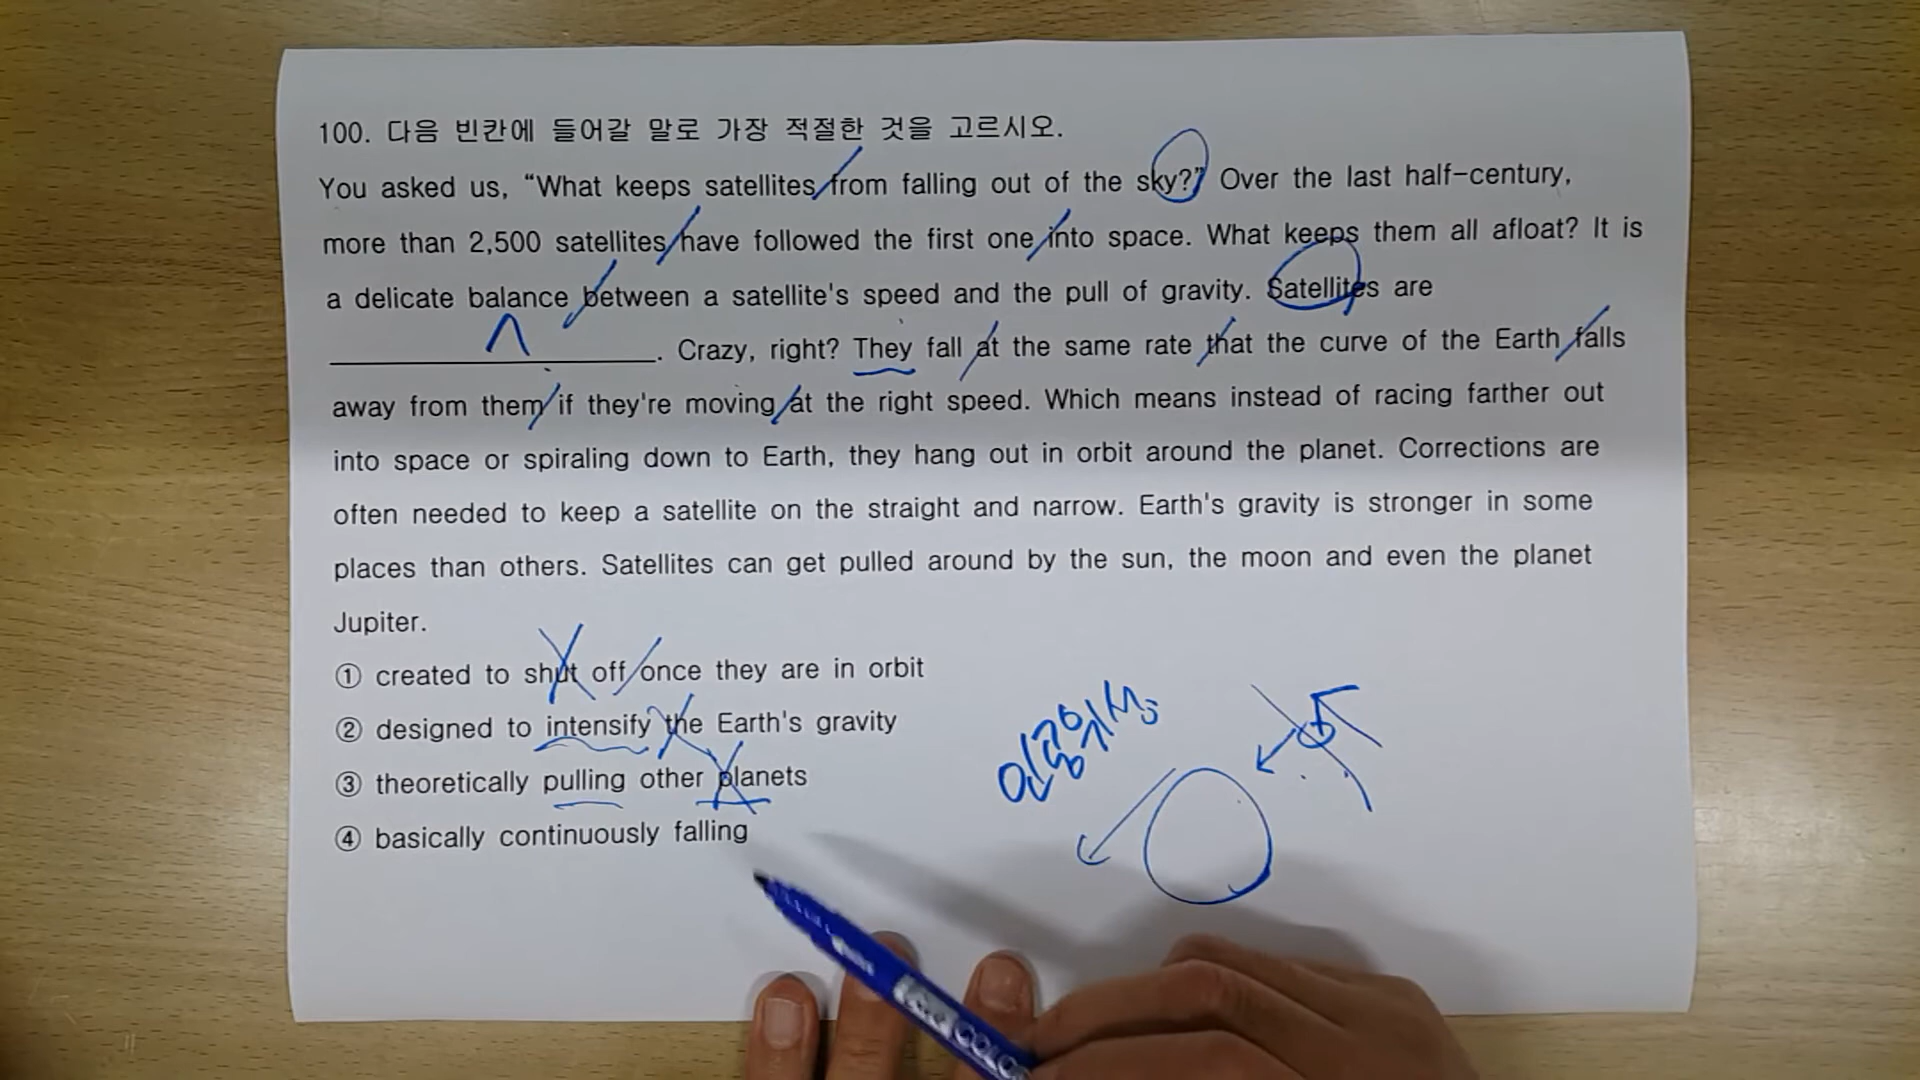 100. 다음 빈칸에 들어갈 말로 가장 적절한 것을 고르시오.
You asked us, “What keeps satellites from falling out of the sky?” Over the last half-century,
more than 2,500 satellites have followed the first one into space. What keeps them all afloat? It is
a delicate balance between a satellite's speed and the pull of gravity. Satellites are
____________________. Crazy, right? They fall at the same rate that the curve of the Earth falls
away from them if they're moving at the right speed. Which means instead of racing farther out
into space or spiraling down to Earth, they hang out in orbit around the planet. Corrections are
often needed to keep a satellite on the straight and narrow. Earth's gravity is stronger in some
places than others. Satellites can get pulled around by the sun, the moon and even the planet
Jupiter.
① created to shut off once they are in orbit
② designed to intensify the Earth's gravity
③ theoretically pulling other planets
④ basically continuously falling
인공위성